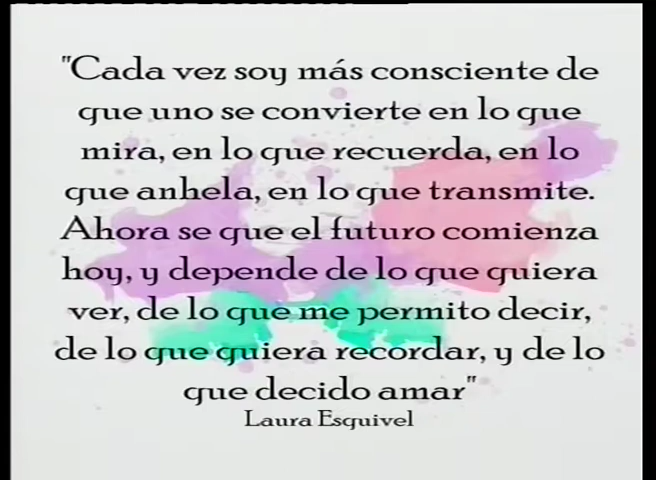 "Cada vez soy más consciente de
que uno se convierte en lo que
mira, en lo que recuerda, en lo
que anhela, en lo que transmite.
Ahora se que el futuro comienza
hoy, y depende de lo que quiera
ver, de lo que me permito decir,
de lo que quiera recordar, y de lo
que decido amar"
Laura Esquivel